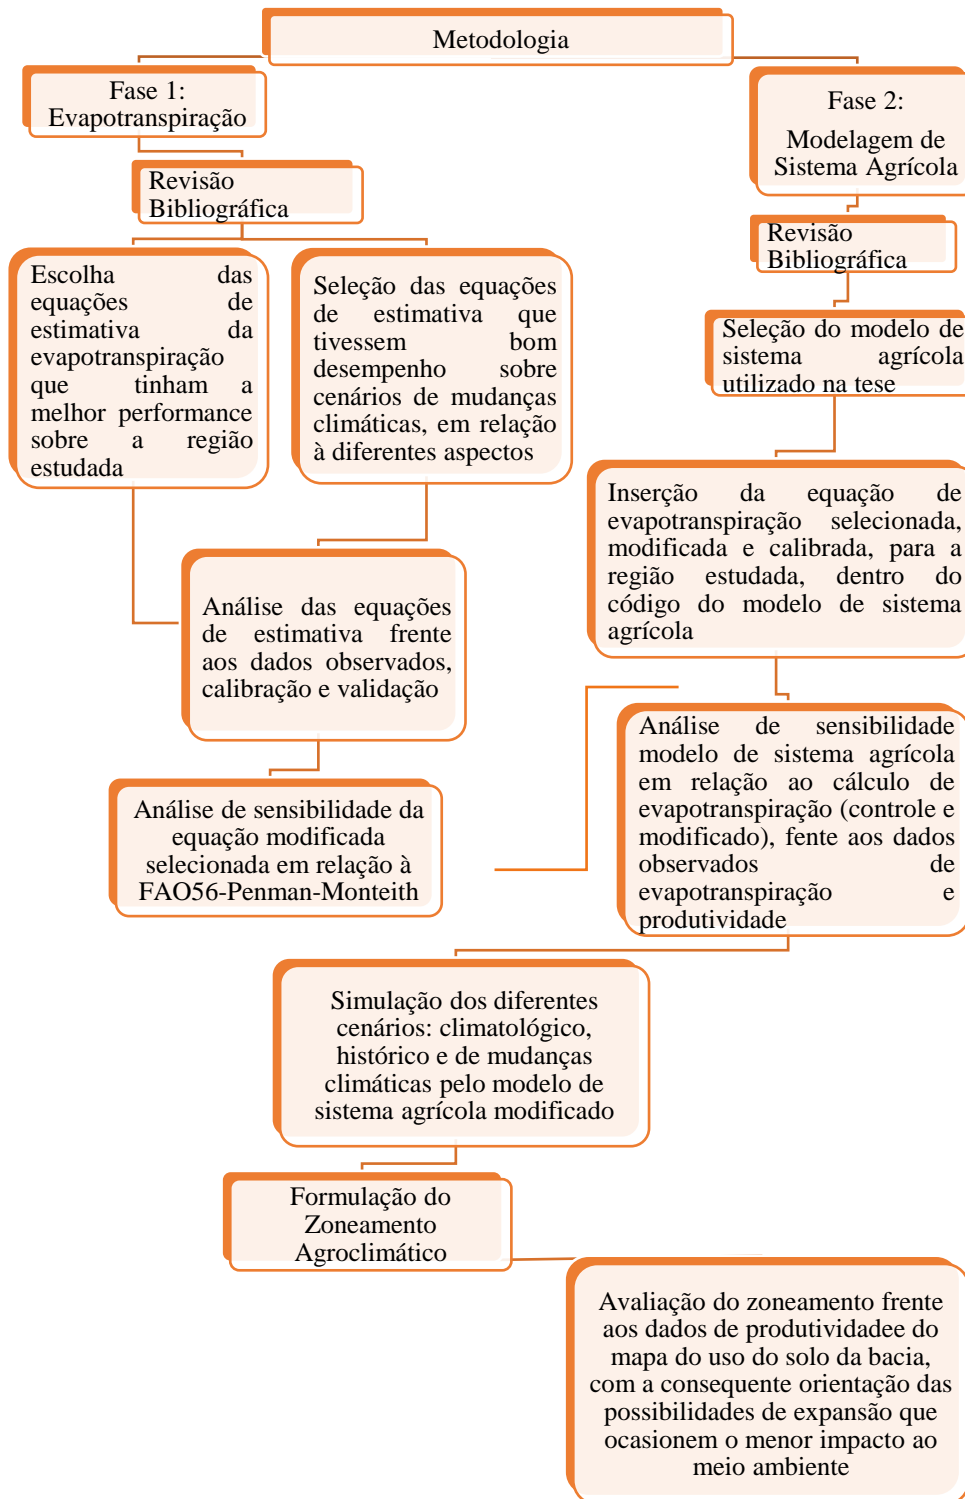 Metodologia
Fase 1:
Evapotranspiração
Revisão
Bibliográfica
Escolha das
equações de
estimativa da
evapotranspiração
que tinham a
melhor performance
sobre a região
estudada
Seleção das equações
de estimativa que
tivessem bom
desempenho sobre
cenários de mudanças
climáticas, em relação
à diferentes aspectos
Análise das equações
de estimativa frente
aos dados observados,
calibração e validação
Análise de sensibilidade da
equação modificada
selecionada em relação à
FAO56-Penman-Monteith
Fase 2:
Modelagem de
Sistema Agrícola
Revisão
Bibliográfica
Seleção do modelo de
sistema agrícola
utilizado na tese
Inserção da equação de
evapotranspiração selecionada,
modificada e calibrada, para a
região estudada, dentro do
código do modelo de sistema
agrícola
Análise de sensibilidade
modelo de sistema agrícola
em relação ao cálculo de
evapotranspiração (controle e
modificado), fente aos dados
observados de
evapotranspiração e
produtividade
Simulação dos diferentes
cenários: climatológico,
histórico e de mudanças
climáticas pelo modelo de
sistema agrícola modificado
Formulação do
Zoneamento
Agroclimático
Avaliação do zoneamento frente
aos dados de produtividadee do
mapa do uso do solo da bacia,
com a consequente orientação das
possibilidades de expansão que
ocasionem o menor impacto ao
meio ambiente